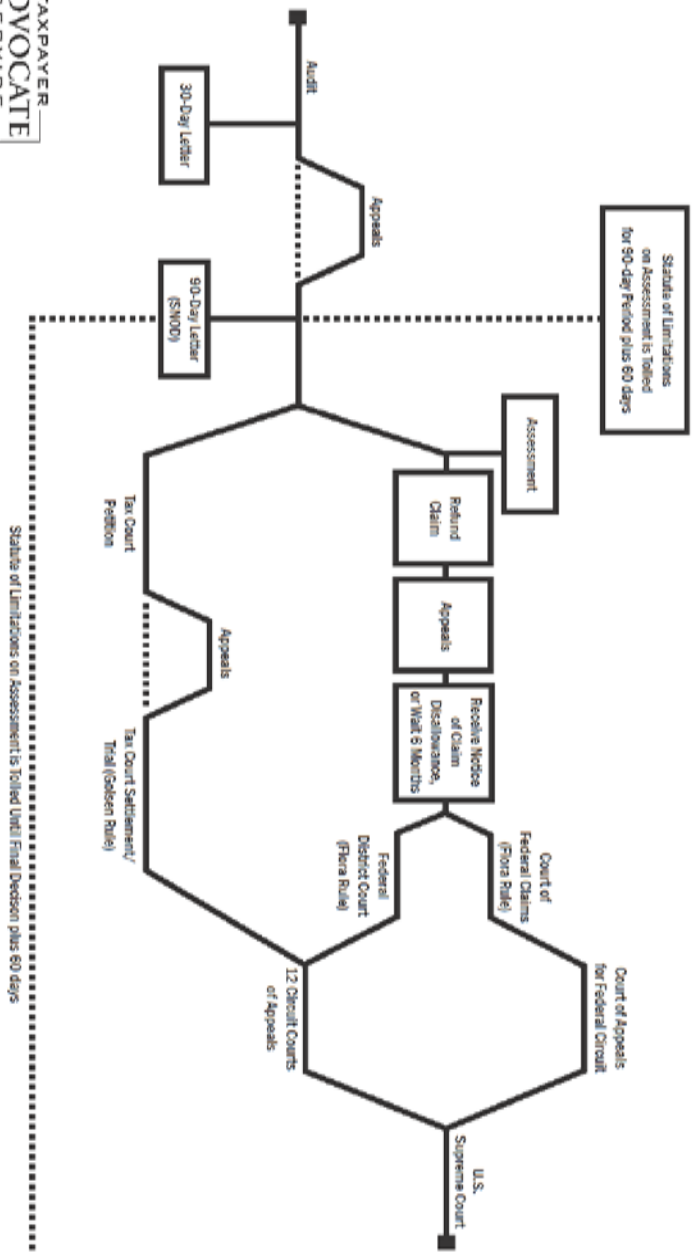 Statute of Limitations
on Assessment is Tolled
for 90-day Period plus 60 days
Audit
30-Day Letter
Appeals
90-Day Letter
(SNOD)
Assessment
Refund
Claim
Appeals
Receive Notice
of Claim
Disallowance,
or Wait 6 Months
Court of
Federal Claims
(Flora Rule)
Federal
District Court
(Flora Rule)
Court of Appeals
for Federal Circuit
12 Circuit Courts
of Appeals
U.S.
Supreme Court
Tax Court
Petition
Appeals
Tax Court Settlement/
Trial (Golsen Rule)
Statute of Limitations on Assessment is Tolled Until Final Decison plus 60 days
TAXPAYER
ADVOCATE